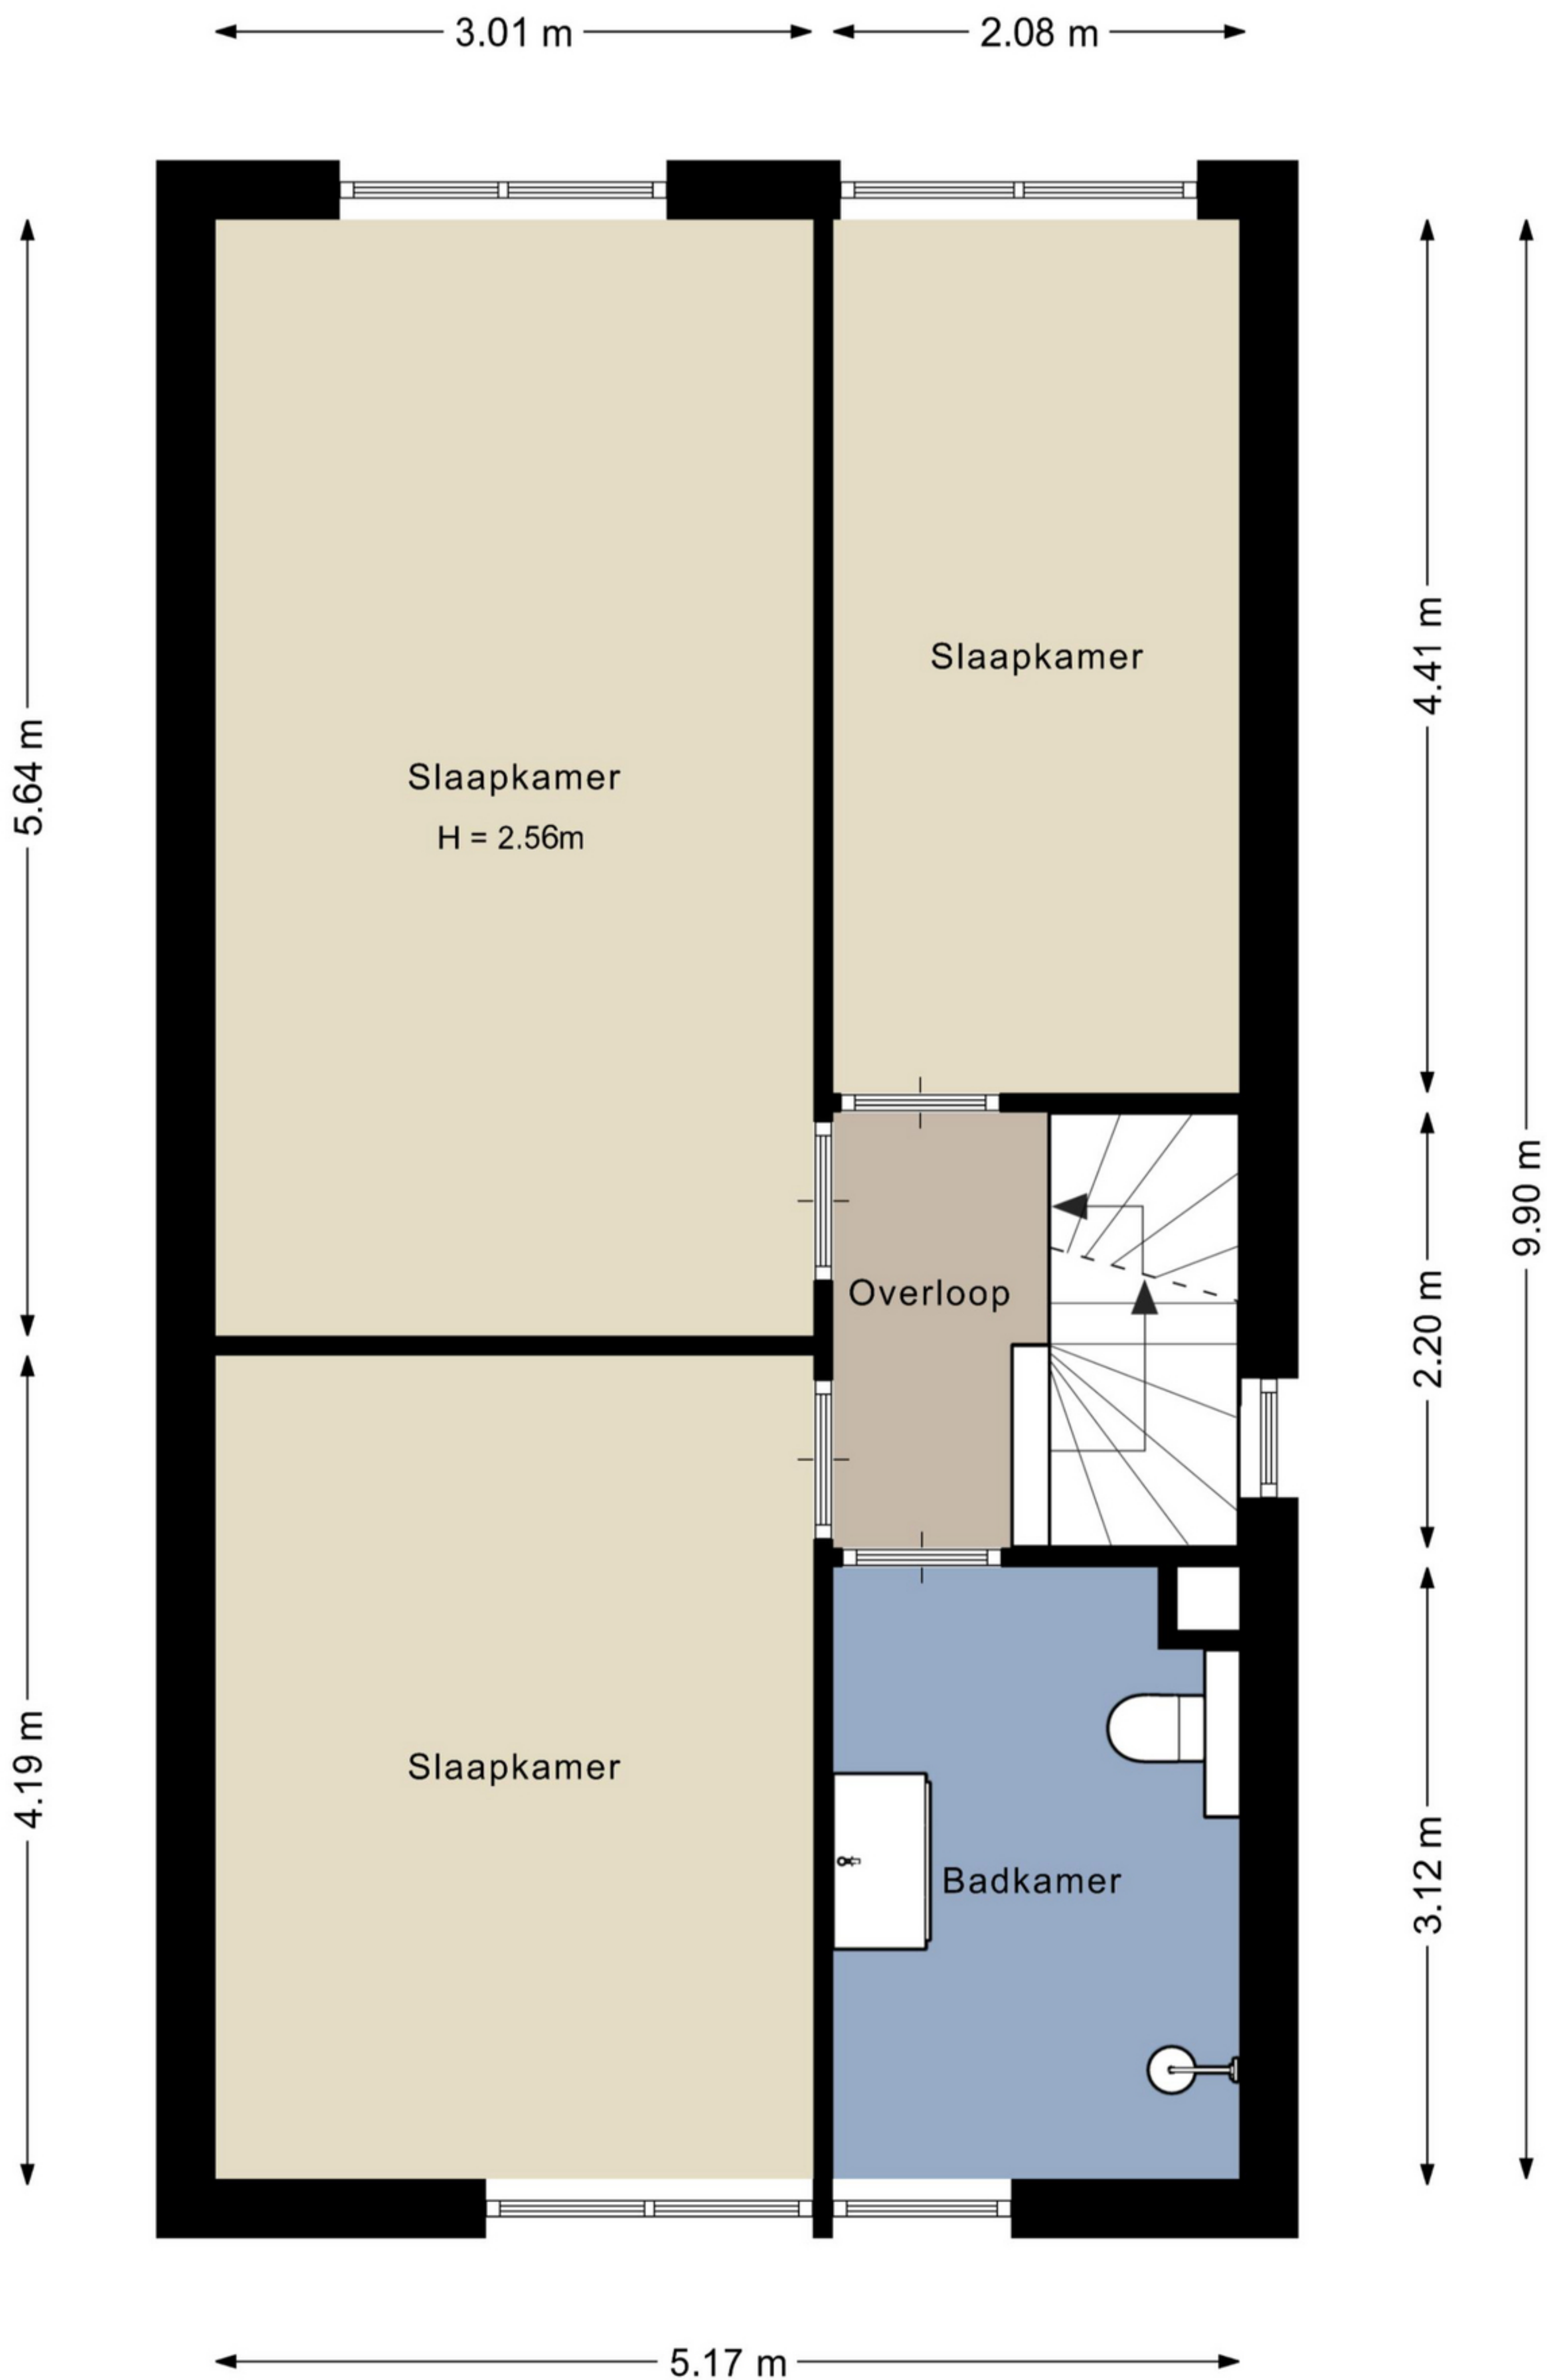 3.01 m
2.08 m
Slaapkamer
4.41 m
5.64 m
Slaapkamer
H = 2.56m
9.90 m
Overloop
2.20 m
Slaapkamer
4.19 m
Badkamer
3.12 m
5.17 m